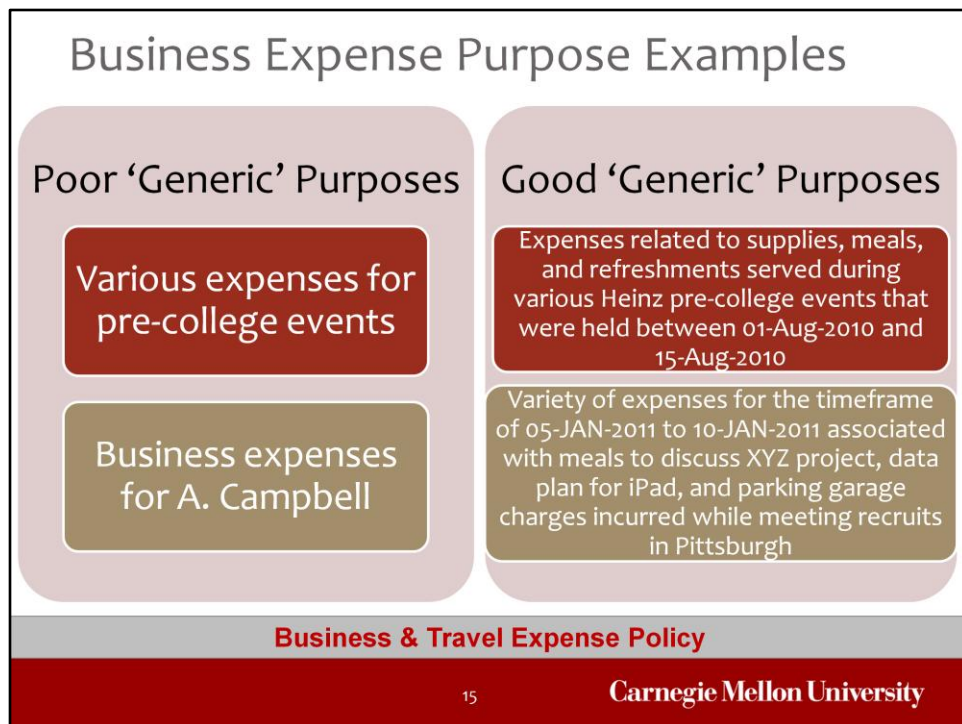 Business Expense Purpose Examples
Poor ‘Generic’ Purposes
Various expenses for
pre-college events
Business expenses
for A. Campbell
Good ‘Generic’ Purposes
Expenses related to supplies, meals,
and refreshments served during
various Heinz pre-college events that
were held between 01-Aug-2010 and
15-Aug-2010
Variety of expenses for the timeframe
of 05-JAN-2011 to 10-JAN-2011 associated
with meals to discuss XYZ project, data
plan for iPad, and parking garage
charges incurred while meeting recruits
in Pittsburgh
Business & Travel Expense Policy
15
Carnegie Mellon University